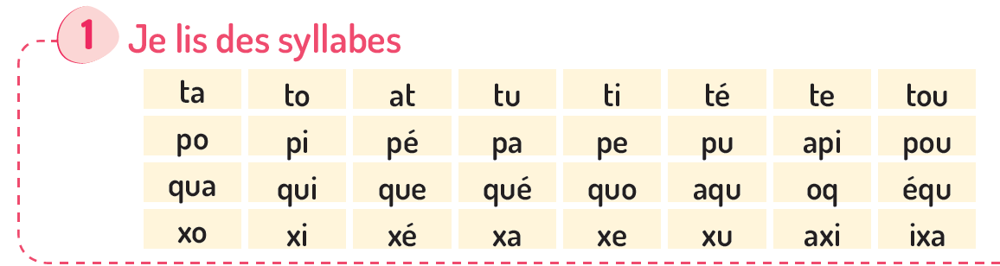 1 Je lis des syllabes
ta to at tu ti té te tou
po pi pé pa pe pu api pou
qua qui que qué quo aqu oq équ
xo xi xé xa xe xu axi ixa